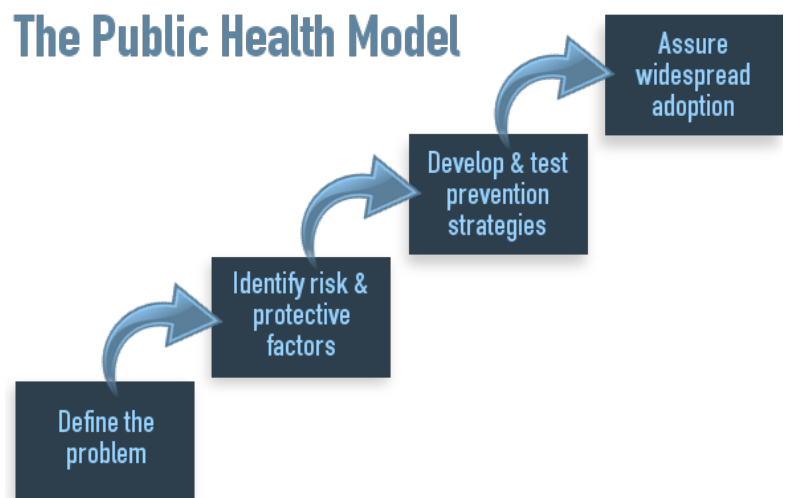 The Public Health Model
Assure
widespread
adoption
Develop & test
prevention
strategies
Identify risk &
protective
factors
Define the
problem